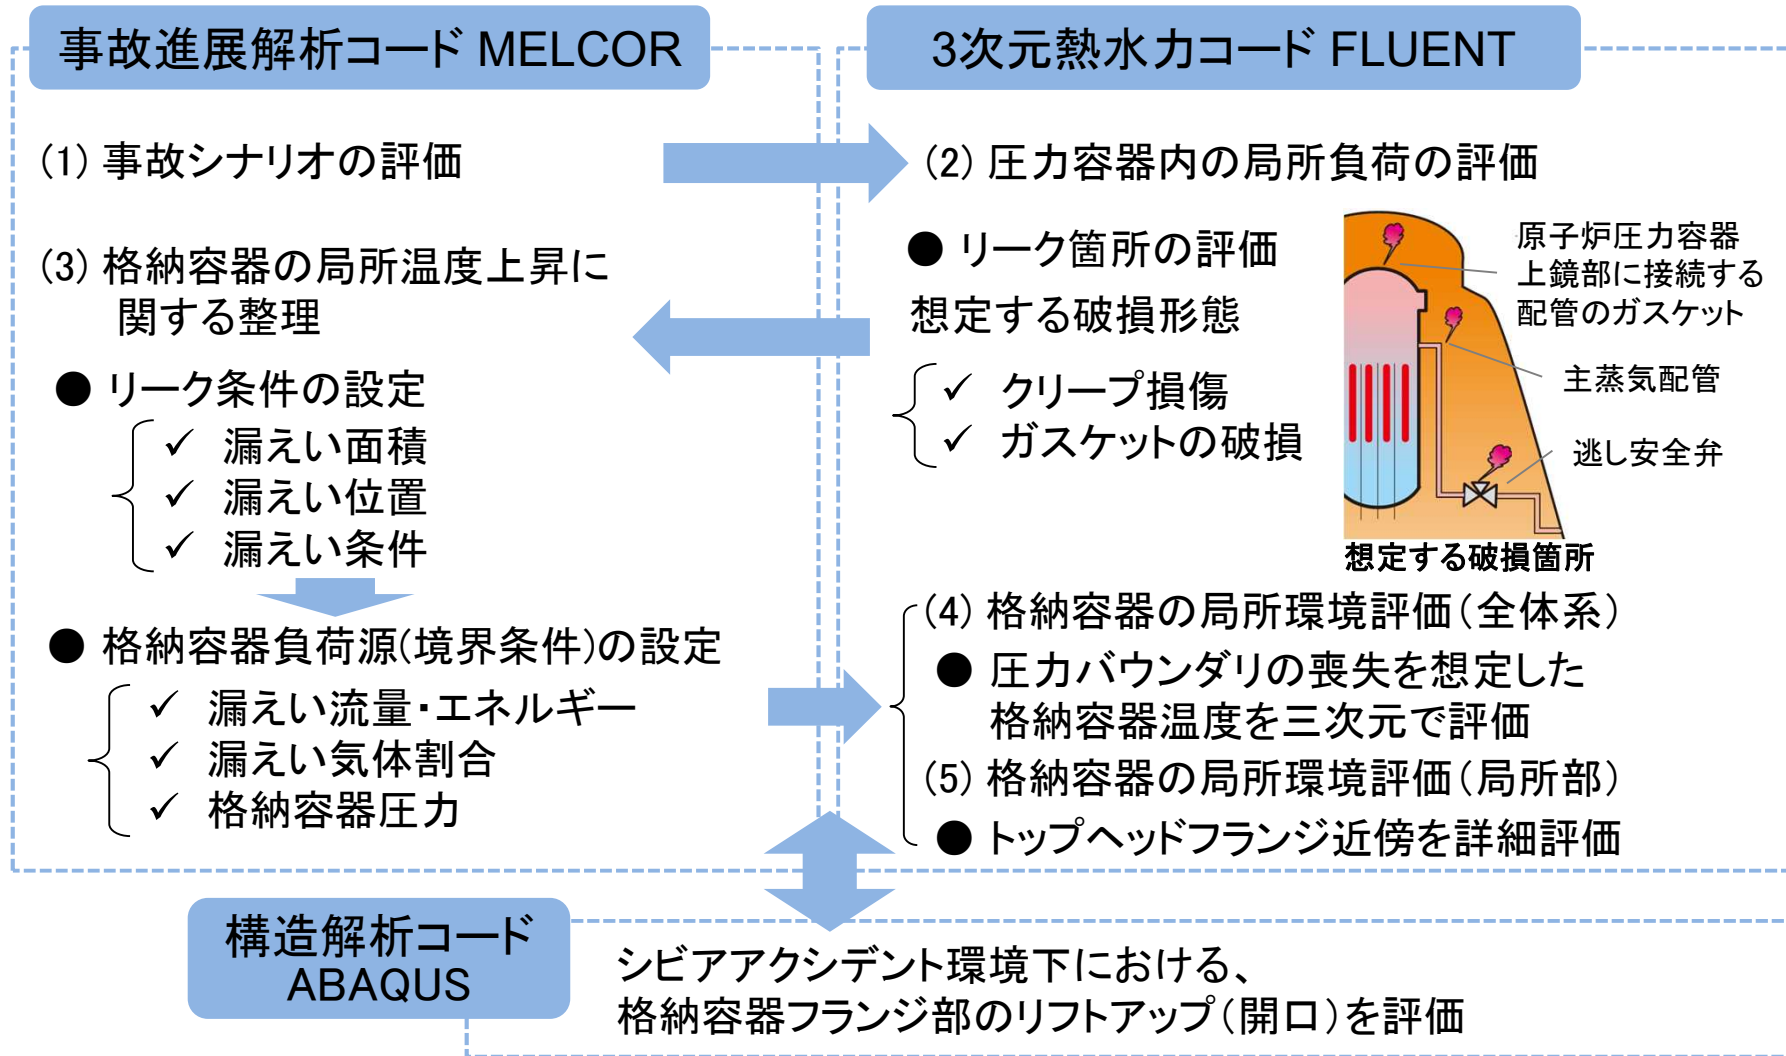 事故進展解析コード MELCOR
(1) 事故シナリオの評価
(3) 格納容器の局所温度上昇に
関する整理
● リーク条件の設定
✓ 漏えい面積
✓ 漏えい位置
✓ 漏えい条件
● 格納容器負荷源(境界条件)の設定
✓ 漏えい流量・エネルギー
✓ 漏えい気体割合
✓ 格納容器圧力
3次元熱水力コード FLUENT
(2) 圧力容器内の局所負荷の評価
● リーク箇所の評価
想定する破損形態
✓ クリープ損傷
✓ ガスケットの破損
原子炉圧力容器
上鏡部に接続する
配管のガスケット
主蒸気配管
逃し安全弁
想定する破損箇所
(4) 格納容器の局所環境評価(全体系)
● 圧力バウンダリの喪失を想定した
格納容器温度を三次元で評価
(5) 格納容器の局所環境評価(局所部)
● トップヘッドフランジ近傍を詳細評価
構造解析コード
ABAQUS
シビアアクシデント環境下における、
格納容器フランジ部のリフトアップ(開口)を評価